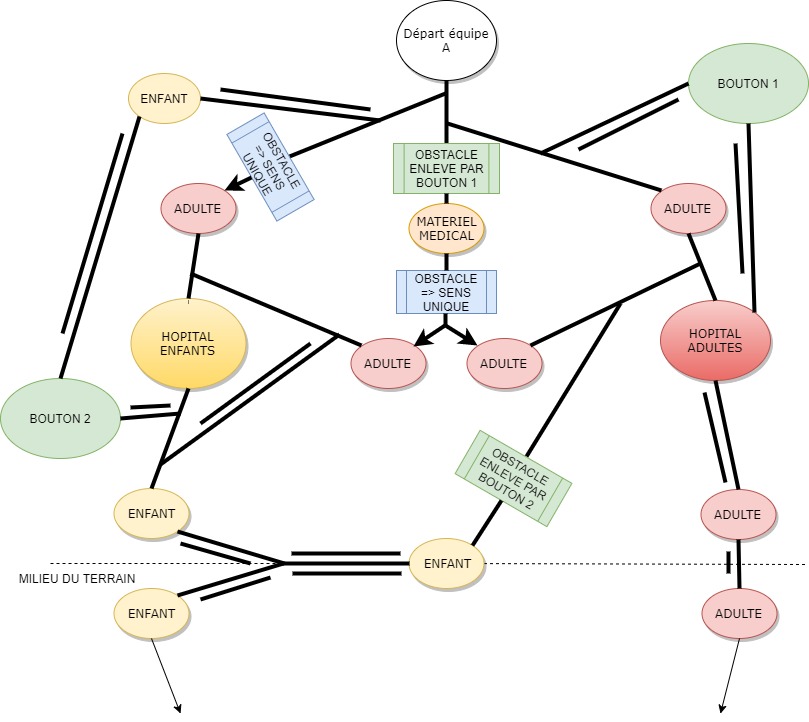 Départ équipe
A
BOUTON 1
ENFANT
OBSTACLE
=> SENS
UNIQUE
OBSTACLE
ENLEVE PAR
BOUTON 1
ADULTE
MATERIEL
MEDICAL
ADULTE
OBSTACLE
=> SENS
UNIQUE
HOPITAL
ENFANTS
HOPITAL
ADULTES
ADULTE
ADULTE
BOUTON 2
OBSTACLE
ENLEVE PAR
BOUTON 2
ENFANT
ADULTE
ENFANT
MILIEU DU TERRAIN
ENFANT
ADULTE